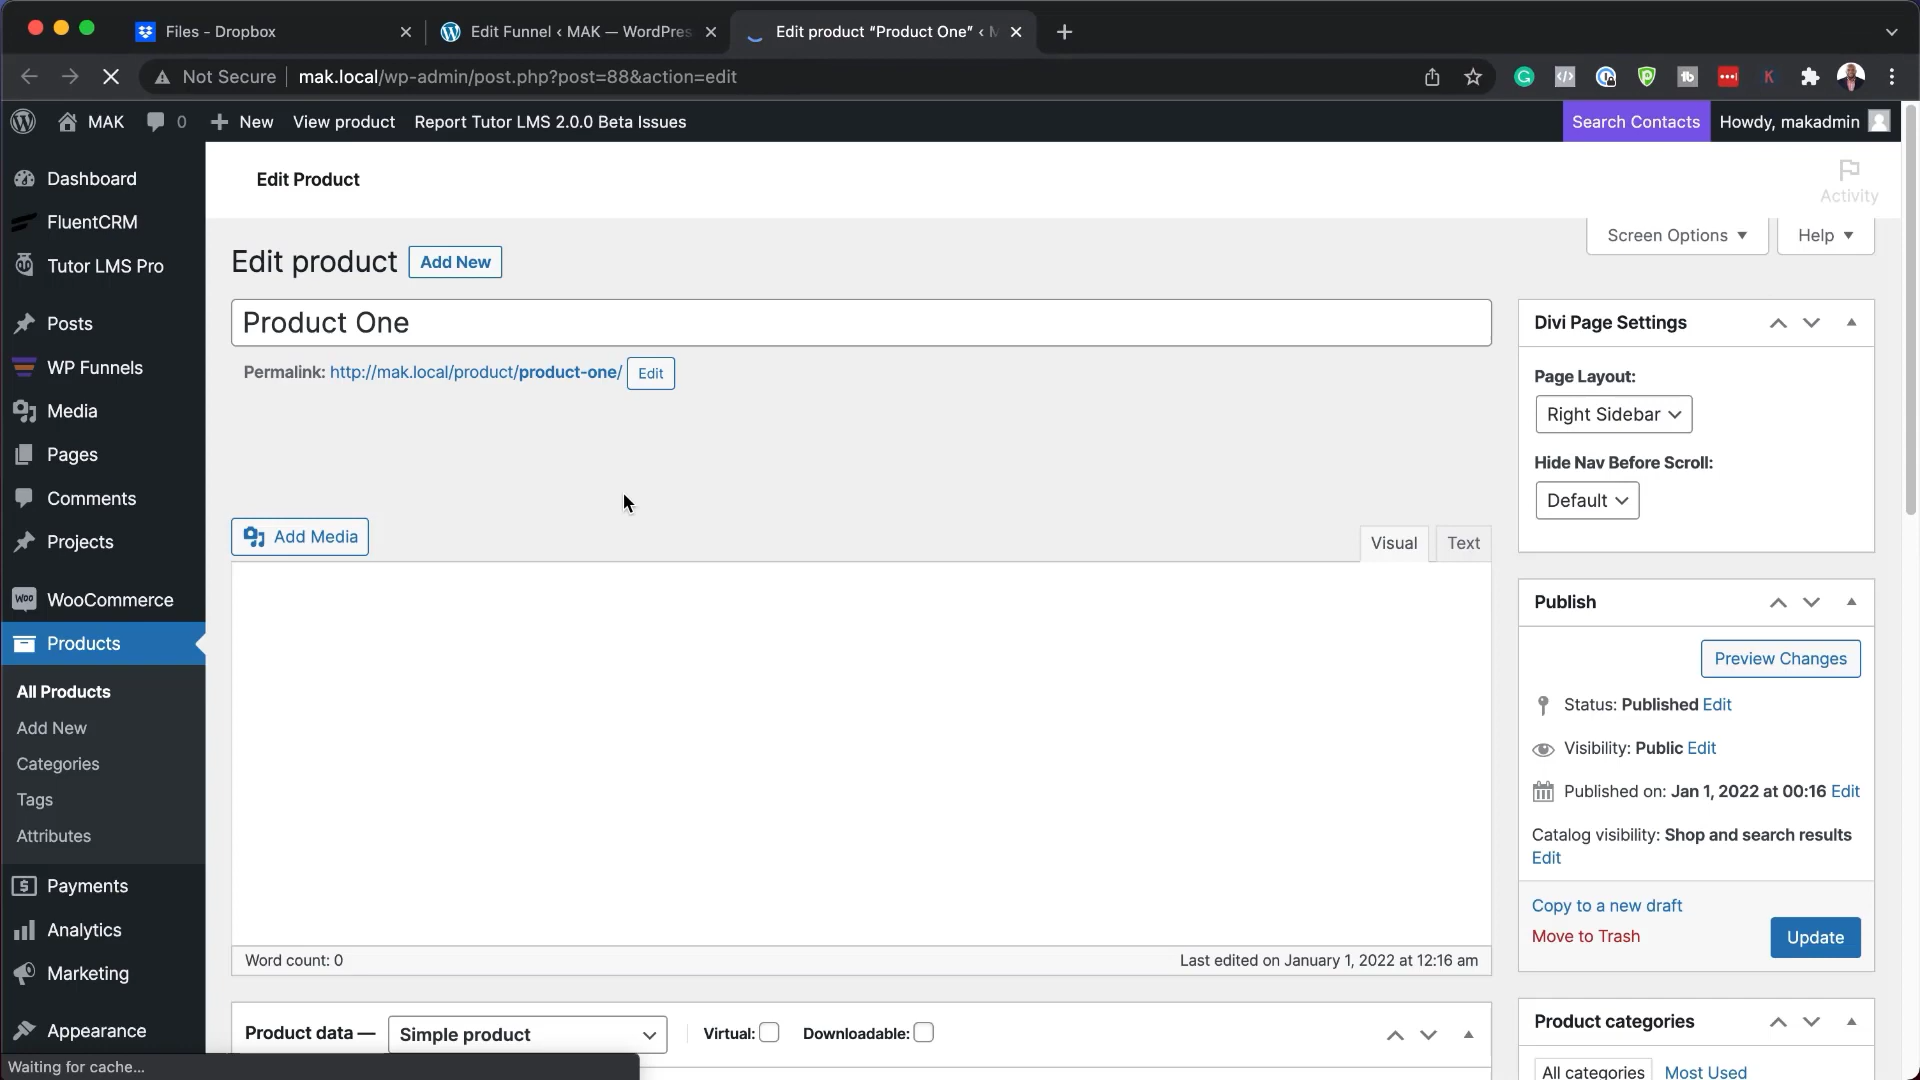 Files - Dropbox
Edit Funnel ‹ MAK — WordPres
Edit product “Product One” ‹ M
Not Secure
mak.local/wp-admin/post.php?post=88&action=edit
MAK
0
New
View product
Report Tutor LMS 2.0.0 Beta Issues
Search Contacts
Howdy, makadmin
Dashboard
FluentCRM
Tutor LMS Pro
Posts
WP Funnels
Media
Pages
Comments
Projects
WooCommerce
Products
All Products
Add New
Categories
Tags
Attributes
Payments
Analytics
Marketing
Appearance
Waiting for cache...
Edit Product
Activity
Screen Options
Help
Edit product
Add New
Product One
Permalink: http://mak.local/product/product-one/
Edit
Add Media
Visual
Text
Word count: 0
Last edited on January 1, 2022 at 12:16 am
Product data —
Simple product
Virtual:
Downloadable:
Divi Page Settings
Page Layout:
Right Sidebar
Hide Nav Before Scroll:
Default
Publish
Preview Changes
Status: Published Edit
Visibility: Public Edit
Published on: Jan 1, 2022 at 00:16 Edit
Catalog visibility: Shop and search results
Edit
Copy to a new draft
Move to Trash
Update
Product categories
All categories
Most Used